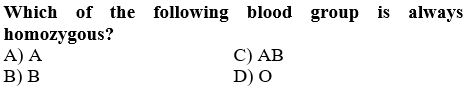 Which of the following blood group is always
homozygous?
A) A C) AB
B) B D) O